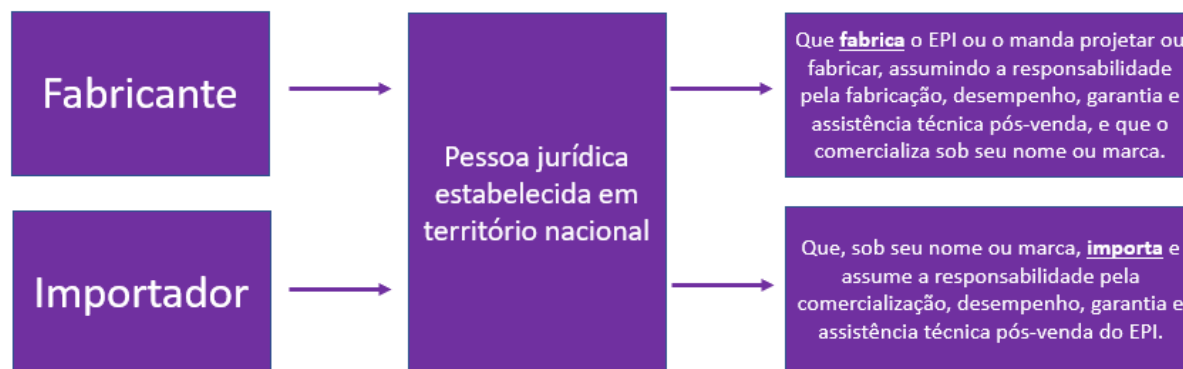 Fabricante
Importador
Pessoa jurídica
estabelecida em
território nacional
Que fabrica o EPI ou o manda projetar ou
fabricar, assumindo a responsabilidade
pela fabricação, desempenho, garantia e
assistência técnica pós-venda, e que o
comercializa sob seu nome ou marca.
Que, sob seu nome ou marca, importa e
assume a responsabilidade pela
comercialização, desempenho, garantia e
assistência técnica pós-venda do EPI.